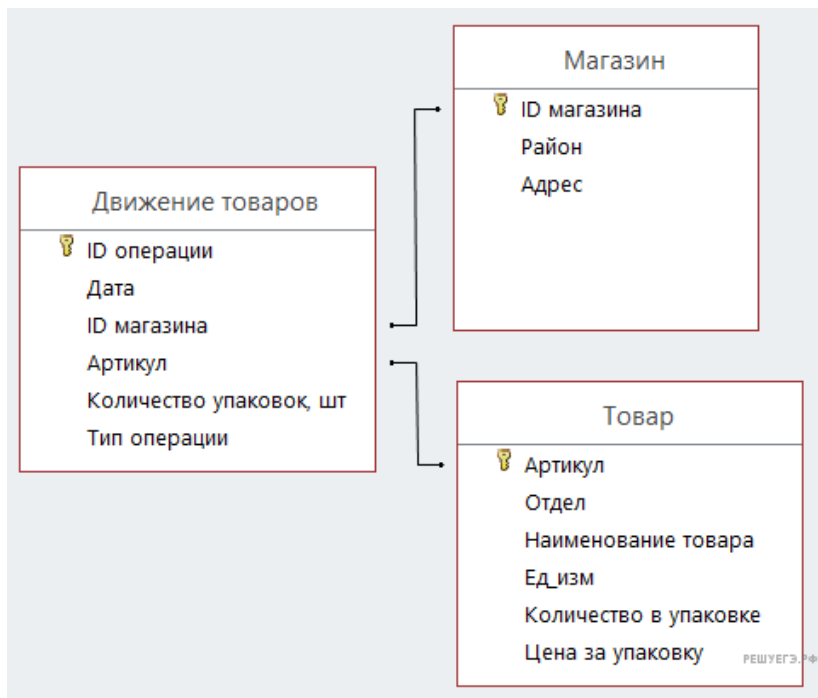 Магазин
ID магазина
Район
Адрес
Движение товаров
ID операции
Дата
ID магазина
Артикул
Количество упаковок, шт
Тип операции
Товар
Артикул
Отдел
Наименование товара
Ед_изм
Количество в упаковке
Цена за упаковку
РЕШУЕГЭ.РФ